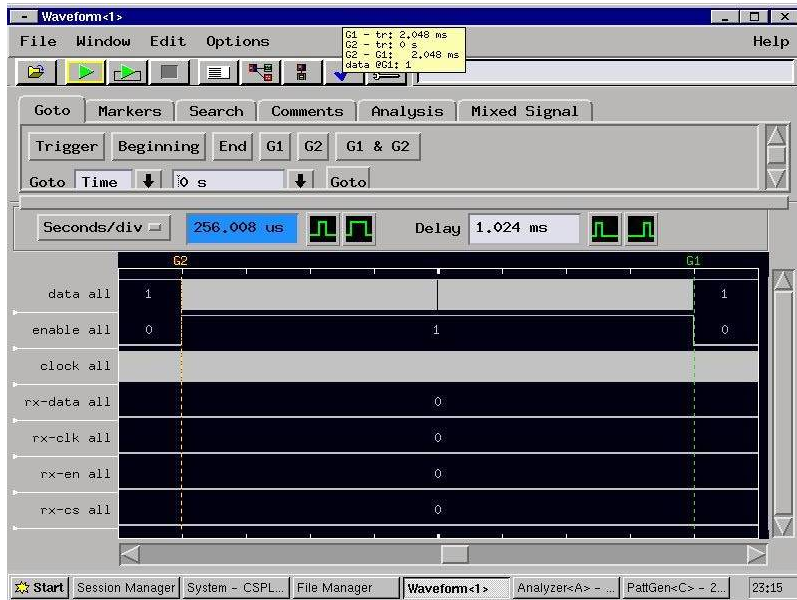 Waveform<1>
File Window Edit Options Help
G1 - tr: 2.048 ms
G2 - tr: 0 s
G2 - G1: 2.048 ms
data @G1: 1
Goto Markers Search Comments Analysis Mixed Signal
Trigger Beginning End G1 G2 G1 & G2
Goto Time 0 s Goto
Seconds/div 256.008 us Delay 1.024 ms
G2 G1
data all 1 1
enable all 0 1 0
clock all
rx-data all 0
rx-clk all 0
rx-en all 0
rx-cs all 0
Start Session Manager System - CSPL... File Manager Waveform<1> Analyzer<A> - ... PattGen<C> - 2... 23:15